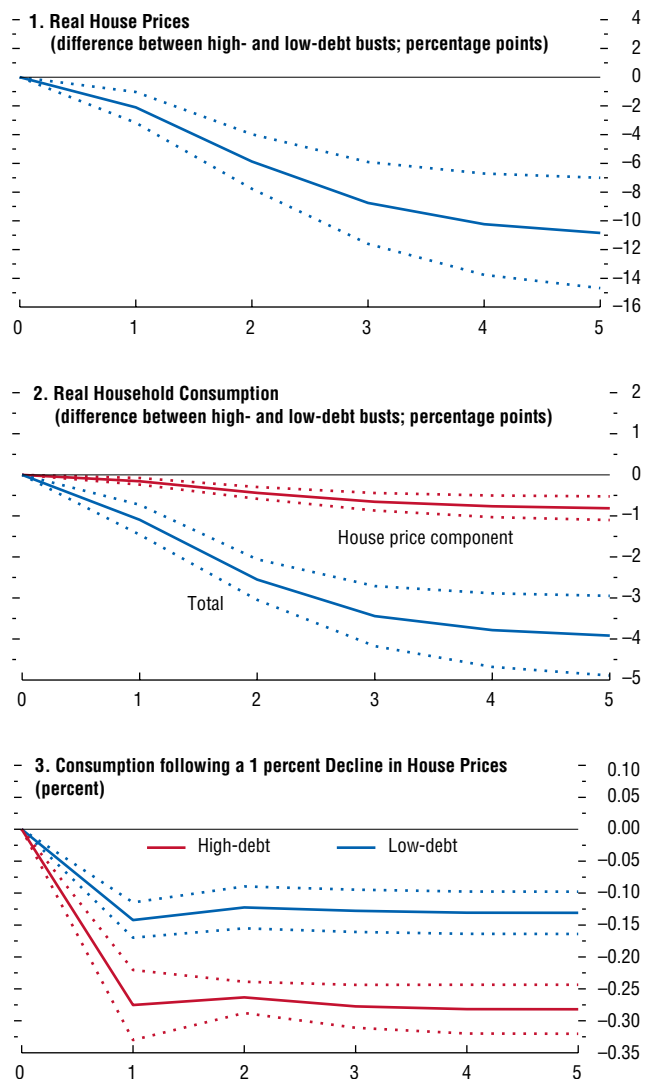 1. Real House Prices
(difference between high- and low-debt busts; percentage points)
4
2
0
–2
–4
–6
–8
–10
–12
–14
–16
0 1 2 3 4 5
2. Real Household Consumption
(difference between high- and low-debt busts; percentage points)
2
1
0
–1
House price component
–2
–3
Total
–4
–5
0 1 2 3 4 5
3. Consumption following a 1 percent Decline in House Prices
(percent)
0.10
0.05
0.00
High-debt Low-debt
–0.05
–0.10
–0.15
–0.20
–0.25
–0.30
–0.35
0 1 2 3 4 5